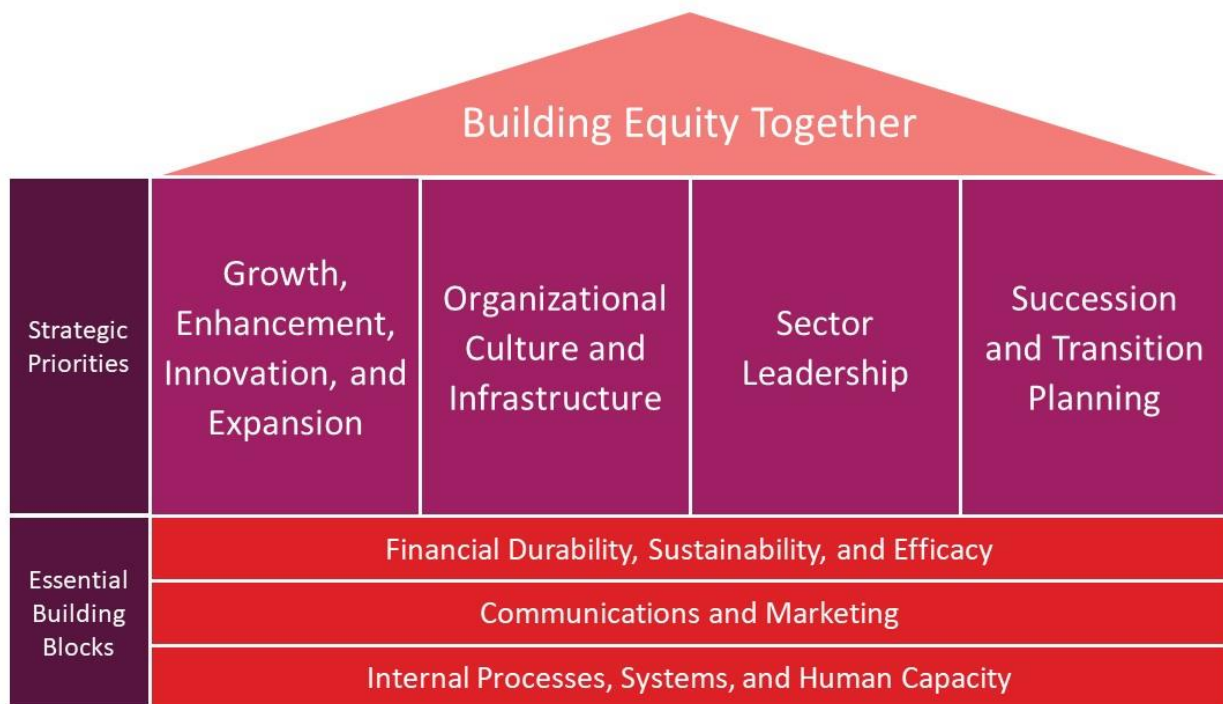 Building Equity Together
Strategic
Priorities
Growth,
Enhancement,
Innovation, and
Expansion
Organizational
Culture and
Infrastructure
Sector
Leadership
Succession
and Transition
Planning
Essential
Building
Blocks
Financial Durability, Sustainability, and Efficacy
Communications and Marketing
Internal Processes, Systems, and Human Capacity